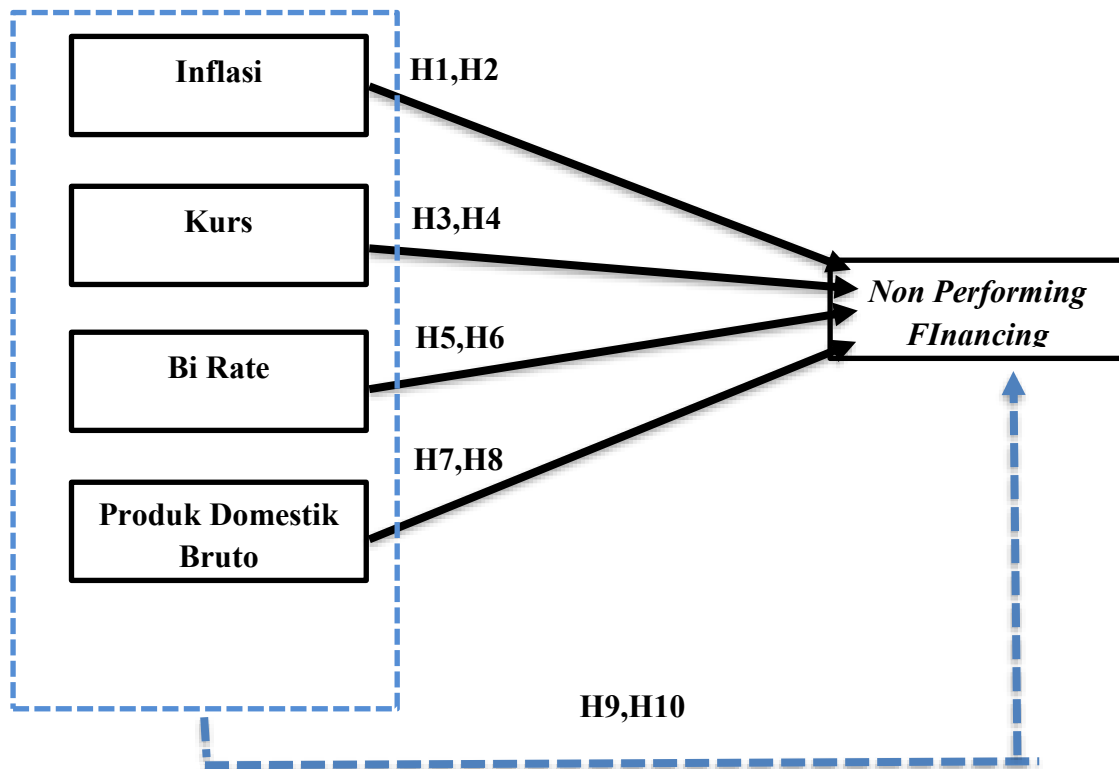 Inflasi
H1,H2
Kurs
H3,H4
Non Performing
FInancing
Bi Rate
H5,H6
H7,H8
Produk Domestik
Bruto
H9,H10